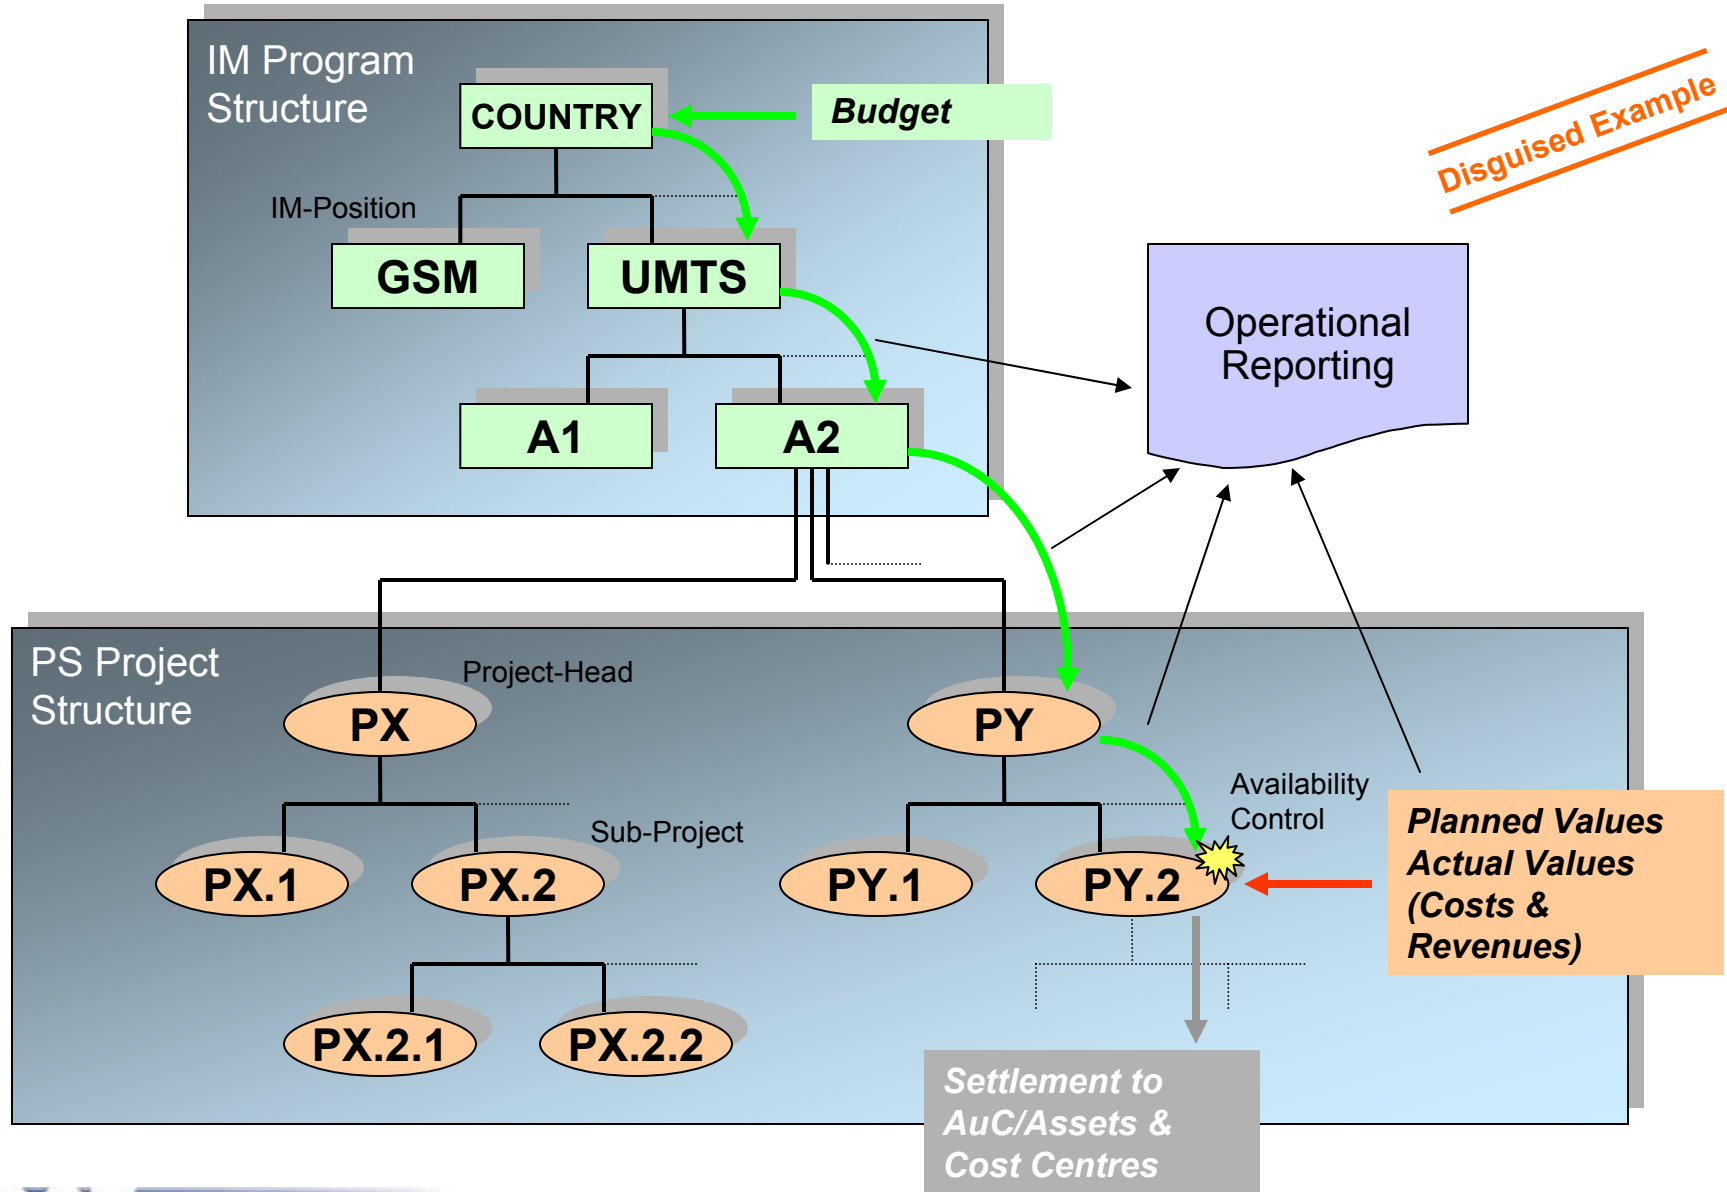 IM Program
Structure
COUNTRY
Budget
Disguised Example
IM-Position
GSM
UMTS
Operational
Reporting
A1
A2
PS Project
Structure
Project-Head
PX
PY
Availability
Control
Sub-Project
Planned Values
Actual Values
(Costs &
Revenues)
PX.1
PX.2
PY.1
PY.2
PX.2.1
PX.2.2
Settlement to
AuC/Assets &
Cost Centres